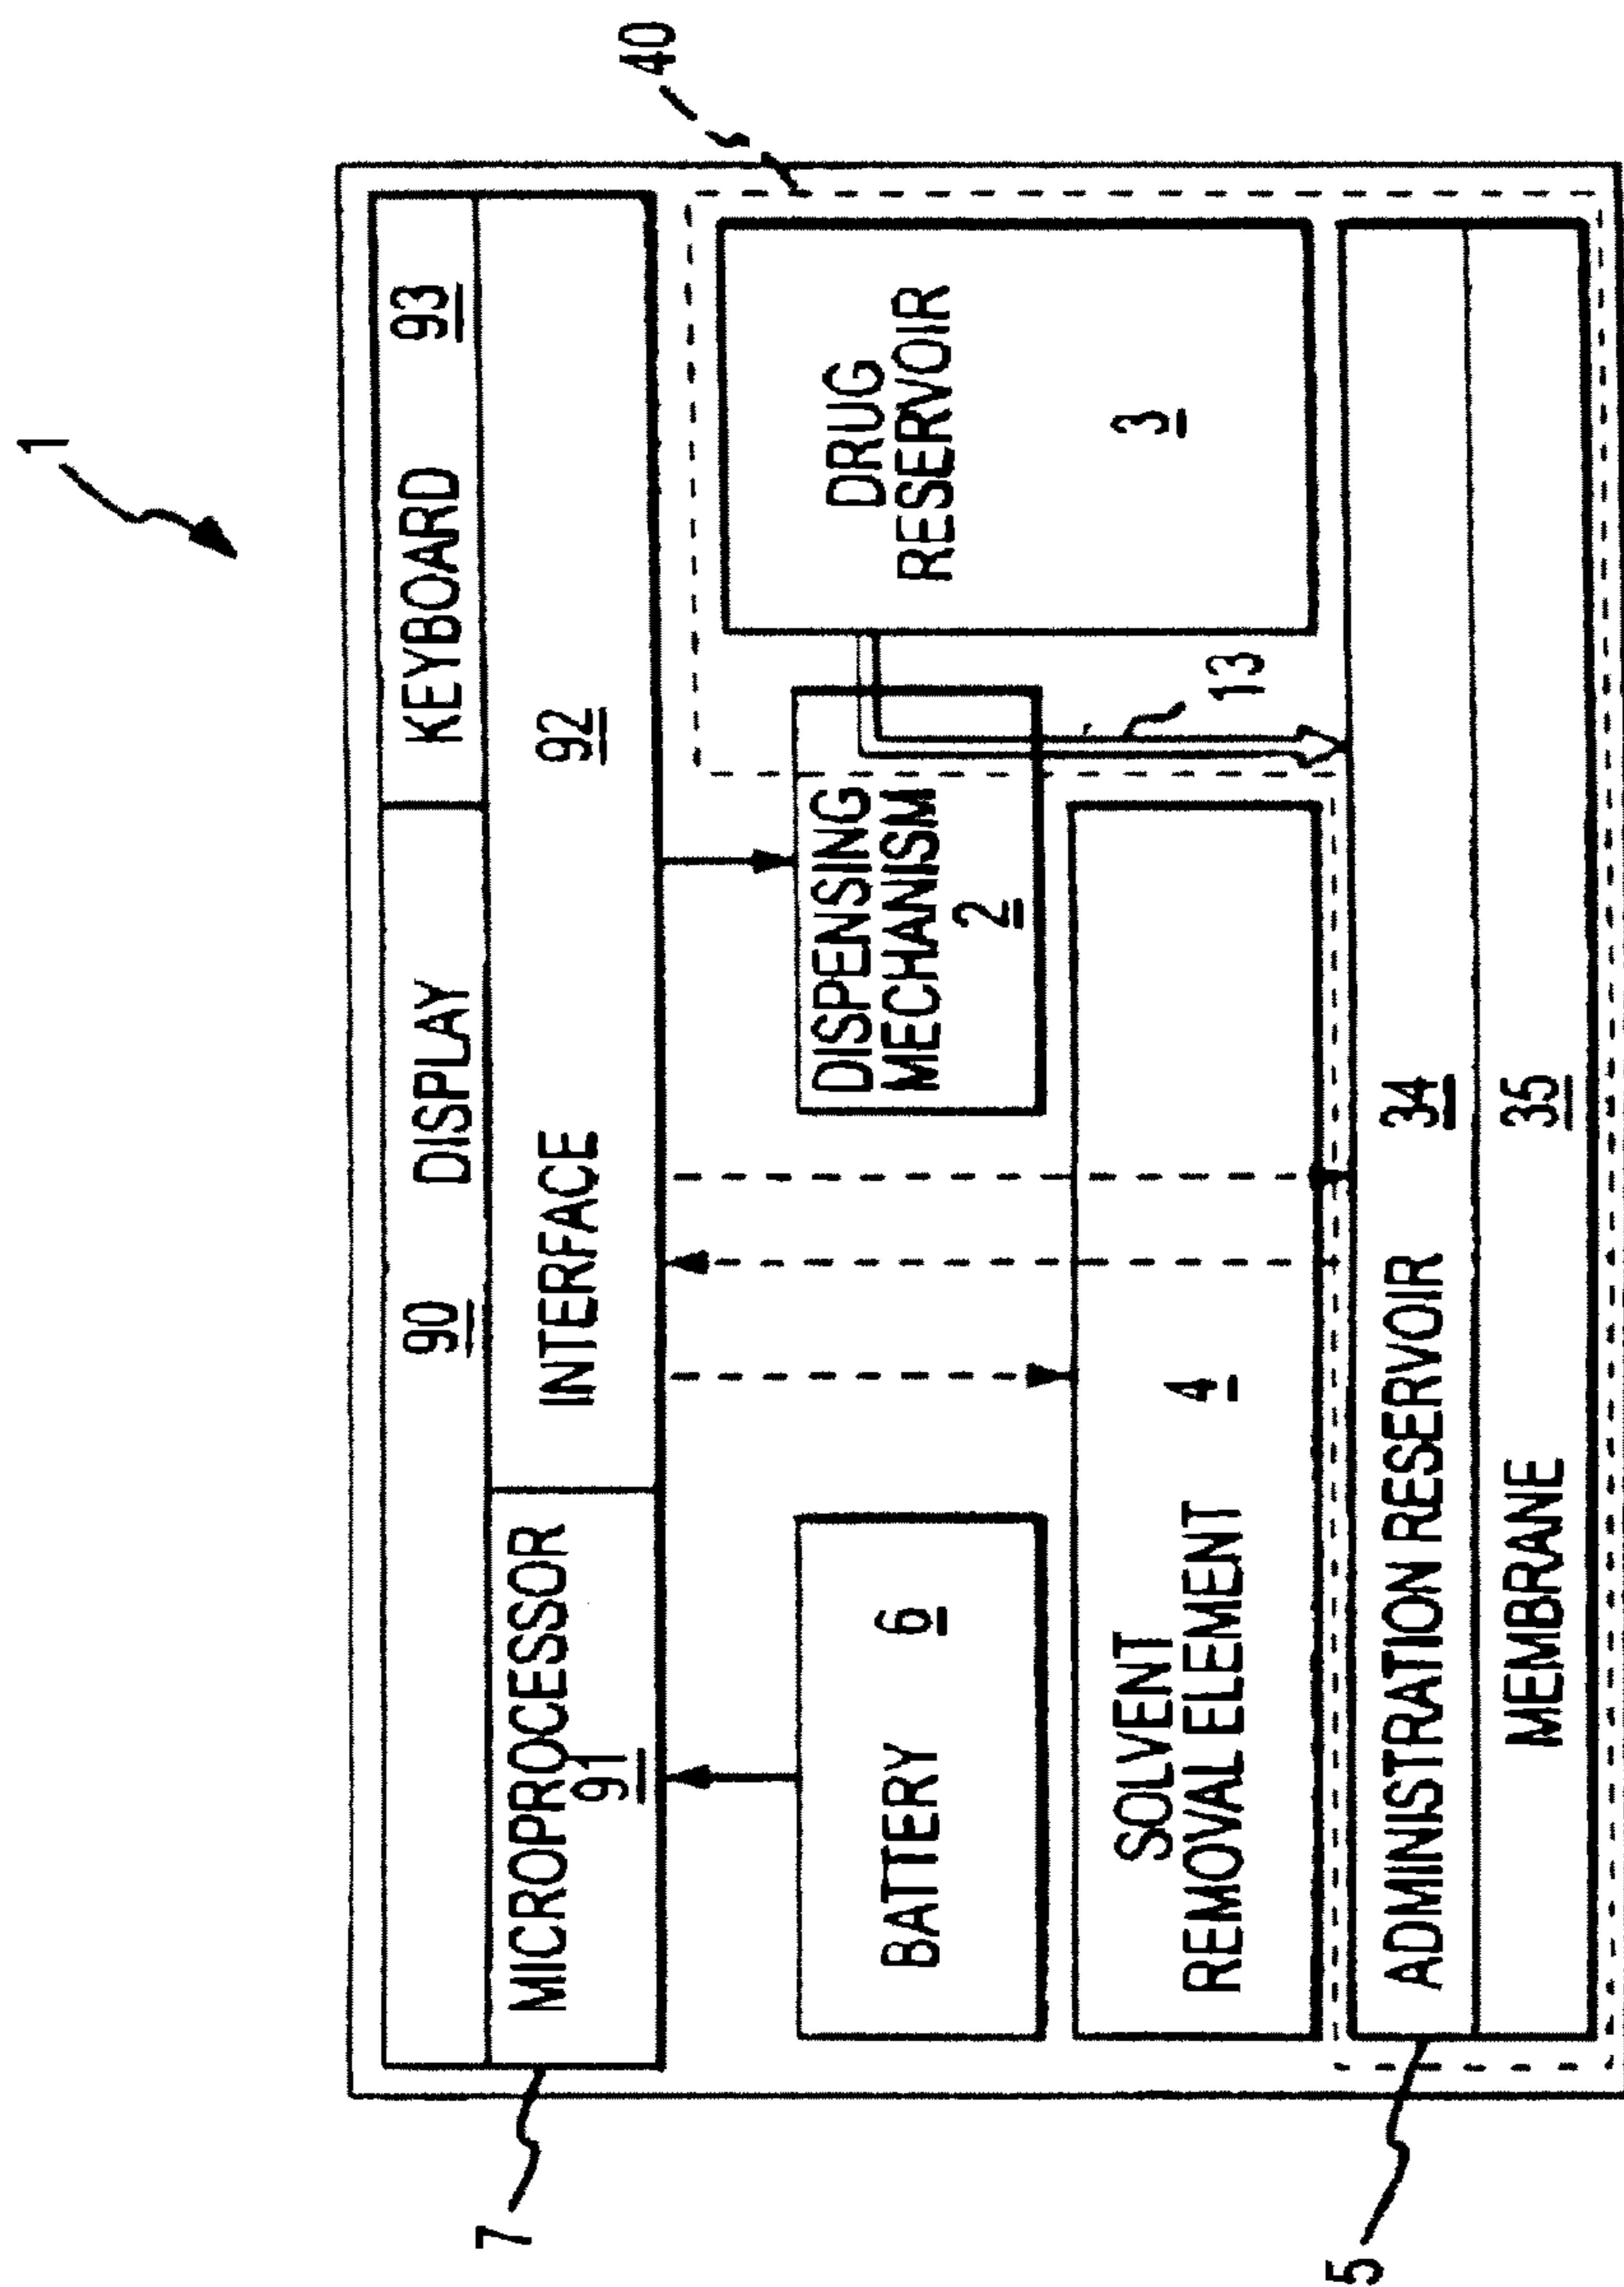 1
40
7
90 DISPLAY
KEYBOARD 93
MICROPROCESSOR
91
INTERFACE 92
BATTERY 6
DISPENSING
MECHANISM
2
DRUG
RESERVOIR
3
13
SOLVENT
REMOVAL ELEMENT 4
5
ADMINISTRATION RESERVOIR 34
MEMBRANE 35